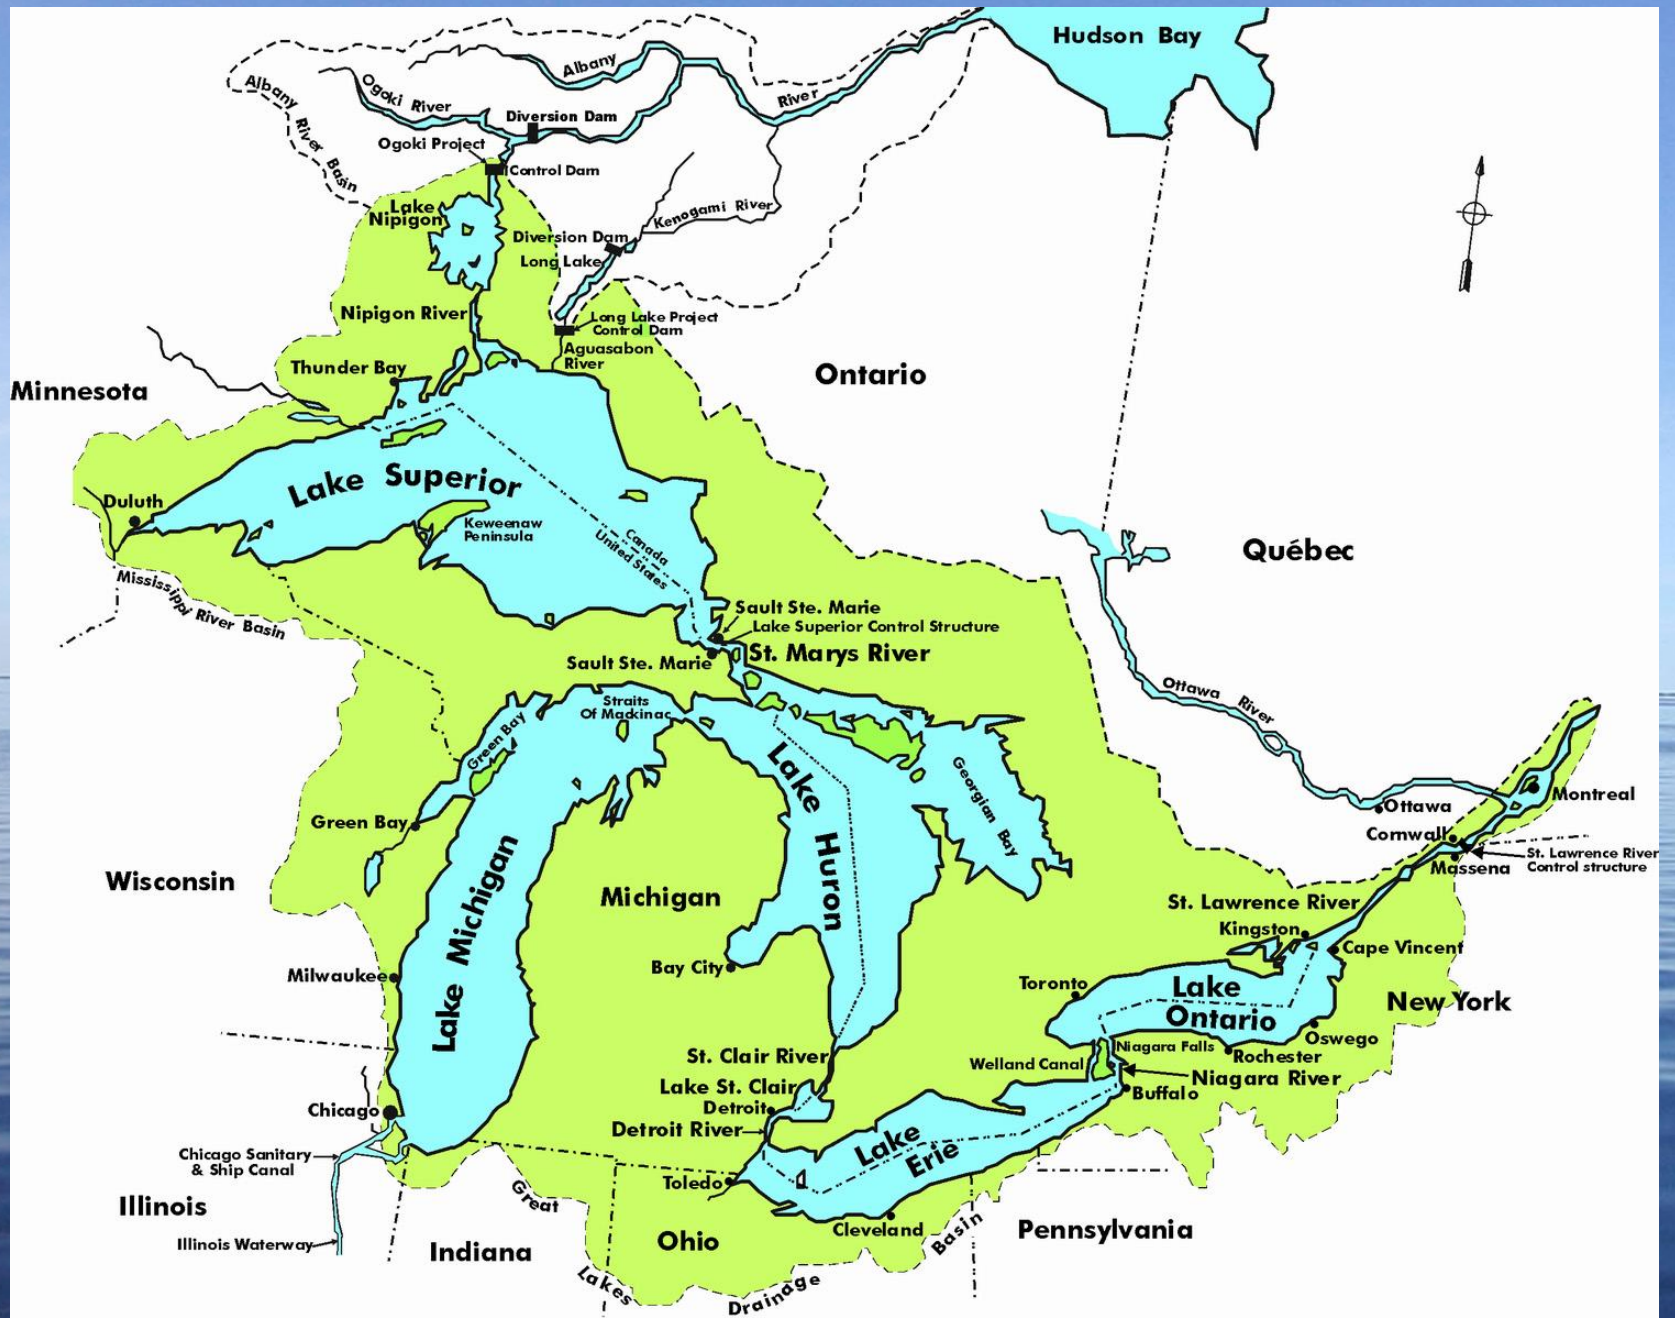 Hudson Bay
Albany
River
Ogoki River
Albany River Basin
Diversion Dam
Ogoki Project
Control Dam
Lake
Nipigon
Kenogami River
Diversion Dam
Long Lake
Nipigon River
Long Lake Project
Control Dam
Aguasabon
River
Thunder Bay
Ontario
Minnesota
Lake Superior
Duluth
Keweenaw
Peninsula
Canada
United States
Québec
Mississippi River Basin
Sault Ste. Marie
Lake Superior Control Structure
St. Marys River
Sault Ste. Marie
Straits
Of Mackinac
Green Bay
Ottawa River
Lake Huron
Georgian Bay
Montreal
Ottawa
Green Bay
Cornwall
St. Lawrence River
Control structure
Massena
Wisconsin
Lake Michigan
Michigan
St. Lawrence River
Kingston
Cape Vincent
Bay City
Milwaukee
Toronto
Lake
Ontario
New York
Oswego
Niagara Falls
Rochester
St. Clair River
Welland Canal
Niagara River
Lake St. Clair
Buffalo
Chicago
Detroit
Detroit River
Lake
Erie
Chicago Sanitary
& Ship Canal
Toledo
Illinois
Great Lakes Drainage Basin
Cleveland
Pennsylvania
Illinois Waterway
Indiana
Ohio